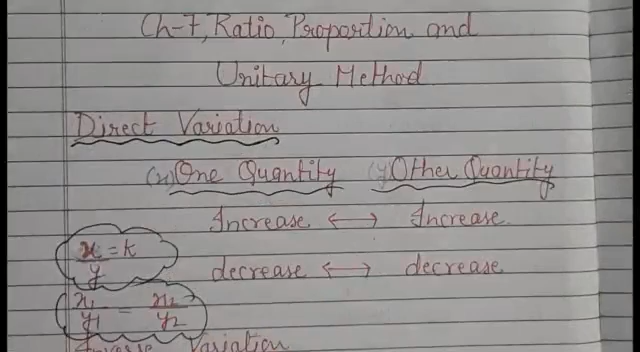 Ch-7, Ratio, Proportion and
Unitary Method
Direct Variation
(x) One Quantity (y) Other Quantity
Increase ↔ Increase
x/y = k
decrease ↔ decrease
x1/y1 = x2/y2
Inverse Variation